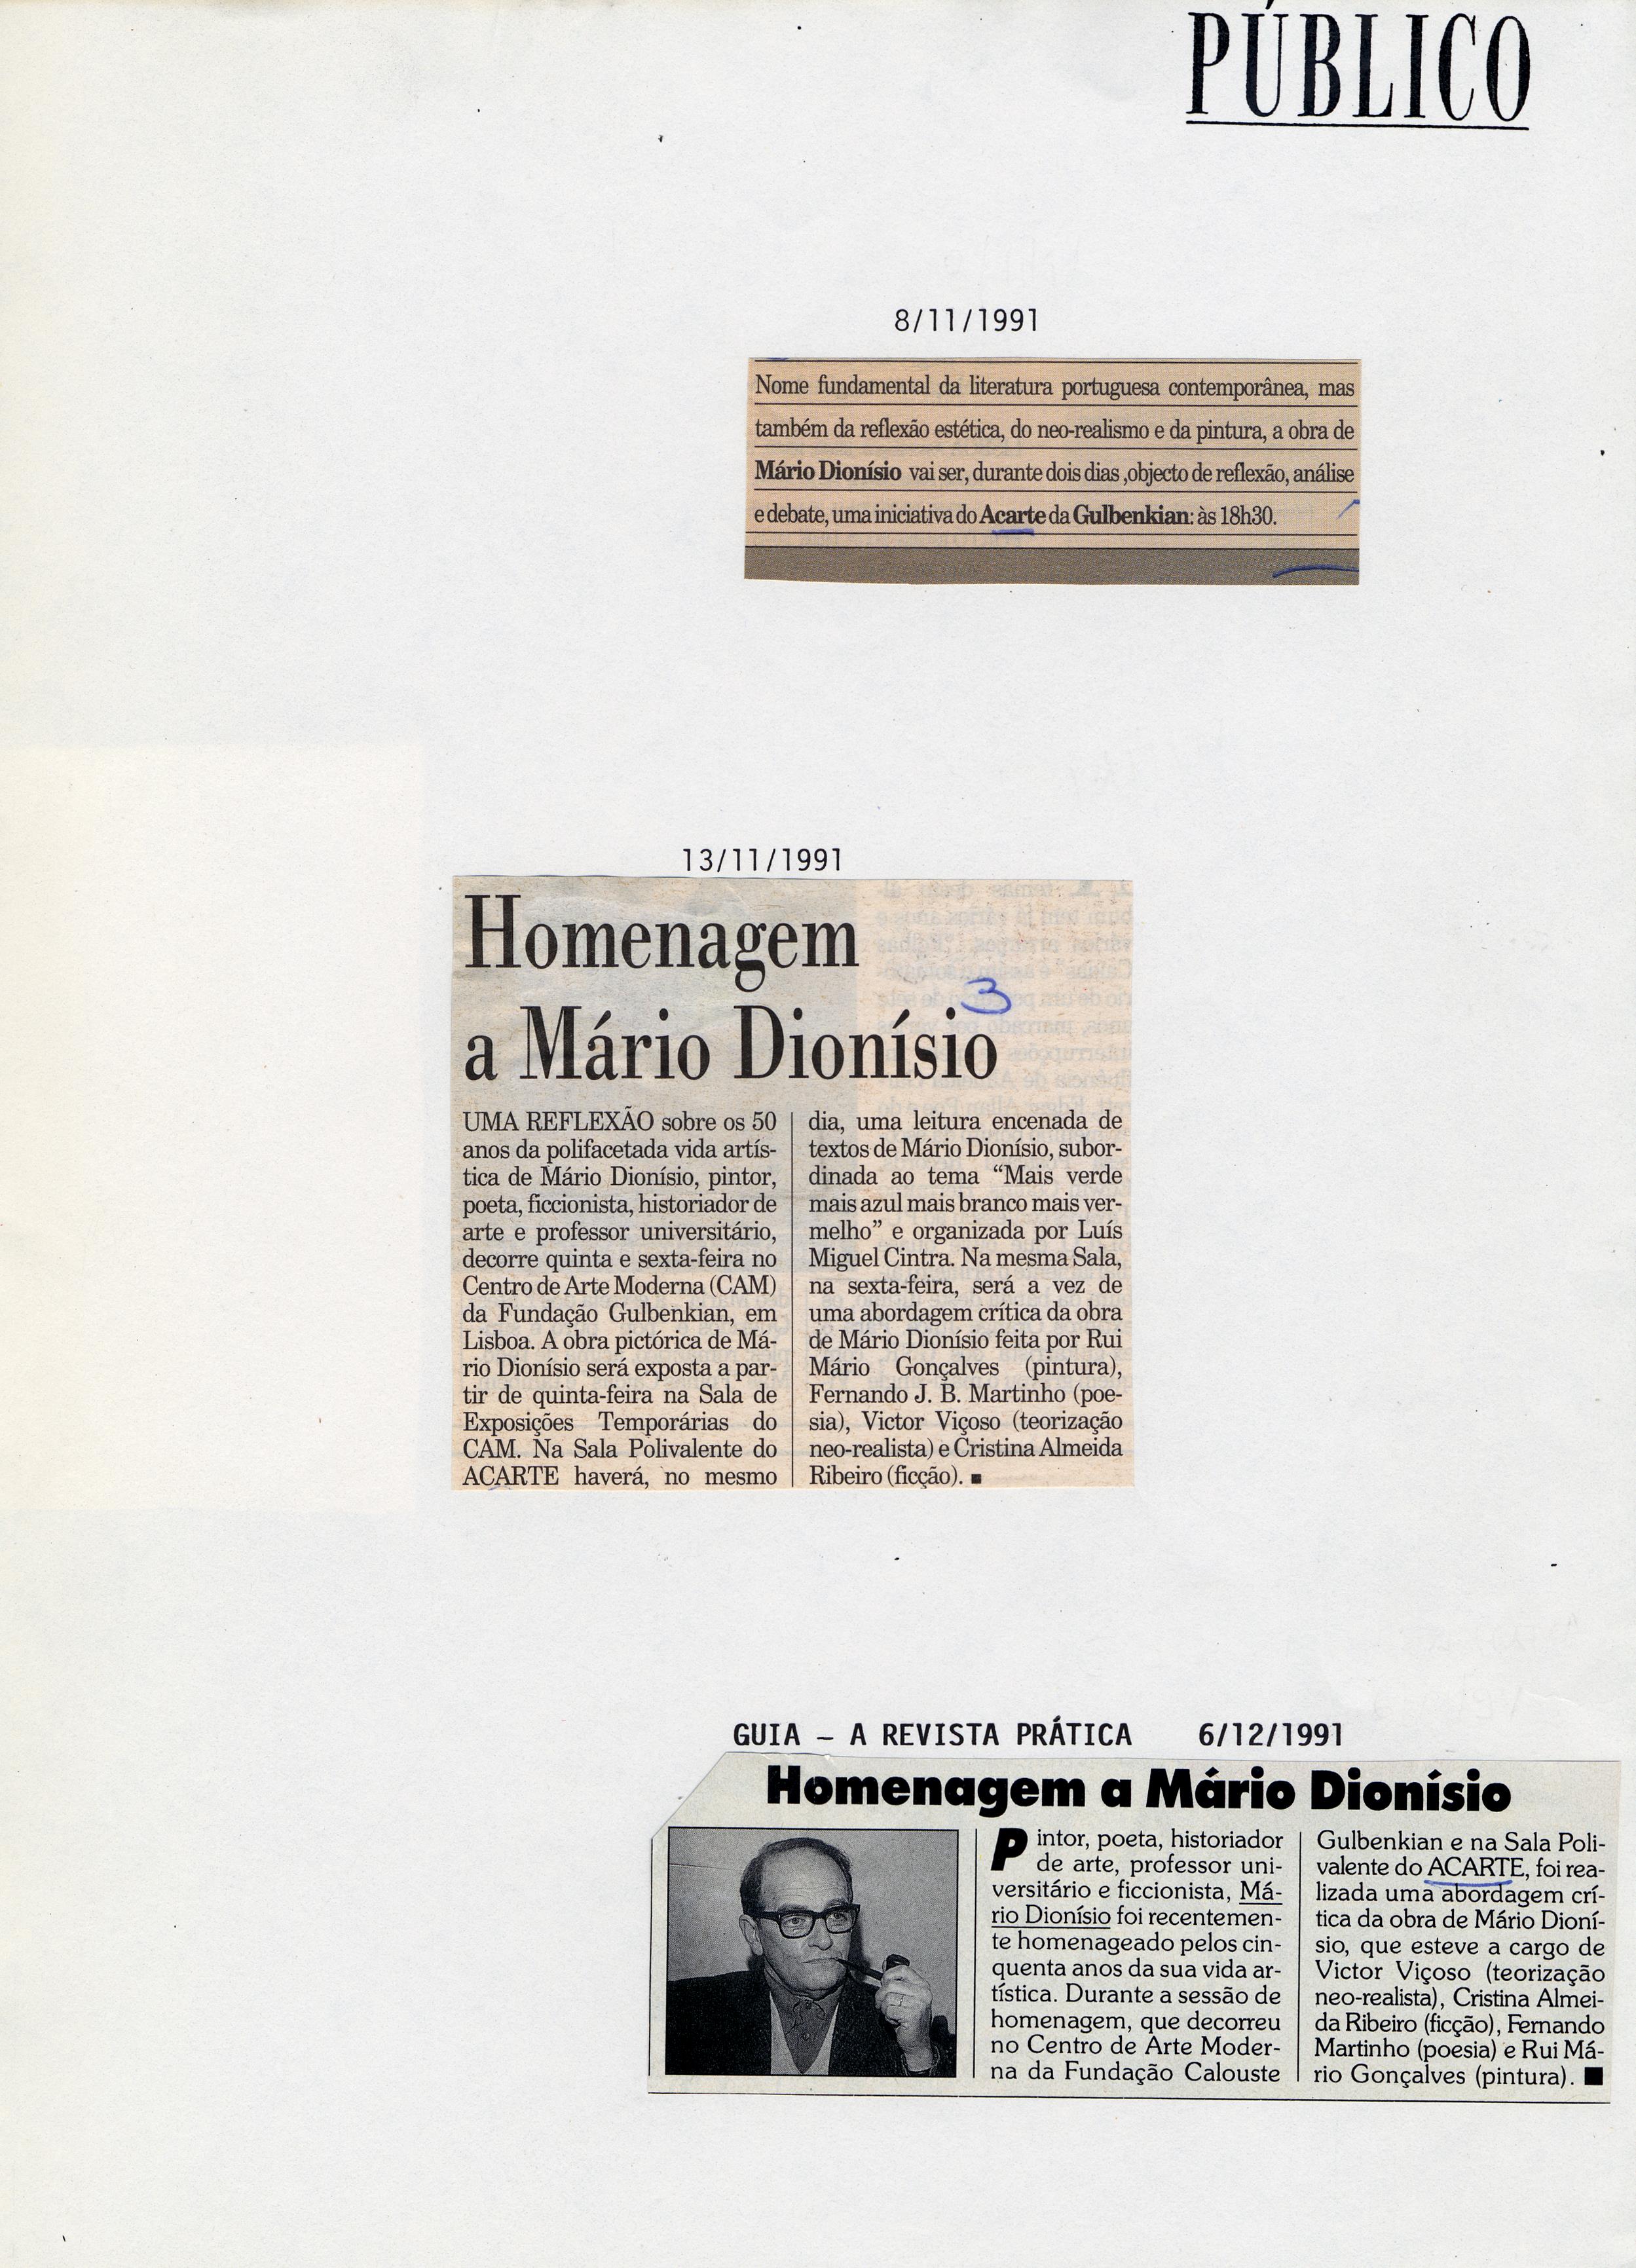 PÚBLICO
8/11/1991
Nome fundamental da literatura portuguesa contemporânea, mas
também da reflexão estética, do neo-realismo e da pintura, a obra de
Mário Dionísio vai ser, durante dois dias ,objecto de reflexão, análise
e debate, uma iniciativa do Acarte da Gulbenkian: às 18h30.
13/11/1991
Homenagem
3
a Mário Dionísio
UMA REFLEXÃO sobre os 50
anos da polifacetada vida artís-
tica de Mário Dionísio, pintor,
poeta, ficcionista, historiador de
arte e professor universitário,
decorre quinta e sexta-feira no
Centro de Arte Moderna (CAM)
da Fundação Gulbenkian, em
Lisboa. A obra pictórica de Má-
rio Dionísio será exposta a par-
tir de quinta-feira na Sala de
Exposições Temporárias do
CAM. Na Sala Polivalente do
ACARTE haverá, no mesmo
dia, uma leitura encenada de
textos de Mário Dionísio, subor-
dinada ao tema “Mais verde
mais azul mais branco mais ver-
melho” e organizada por Luís
Miguel Cintra. Na mesma Sala,
na sexta-feira, será a vez de
uma abordagem crítica da obra
de Mário Dionísio feita por Rui
Mário Gonçalves (pintura),
Fernando J. B. Martinho (poe-
sia), Victor Viçoso (teorização
neo-realista) e Cristina Almeida
Ribeiro (ficção). ■
GUIA – A REVISTA PRÁTICA 6/12/1991
Homenagem a Mário Dionísio
Pintor, poeta, historiador
de arte, professor uni-
versitário e ficcionista, Má-
rio Dionísio foi recentemen-
te homenageado pelos cin-
quenta anos da sua vida ar-
tística. Durante a sessão de
homenagem, que decorreu
no Centro de Arte Moder-
na da Fundação Calouste
Gulbenkian e na Sala Poli-
valente do ACARTE, foi rea-
lizada uma abordagem crí-
tica da obra de Mário Dioní-
sio, que esteve a cargo de
Victor Viçoso (teorização
neo-realista), Cristina Almei-
da Ribeiro (ficção), Fernando
Martinho (poesia) e Rui Má-
rio Gonçalves (pintura). ■